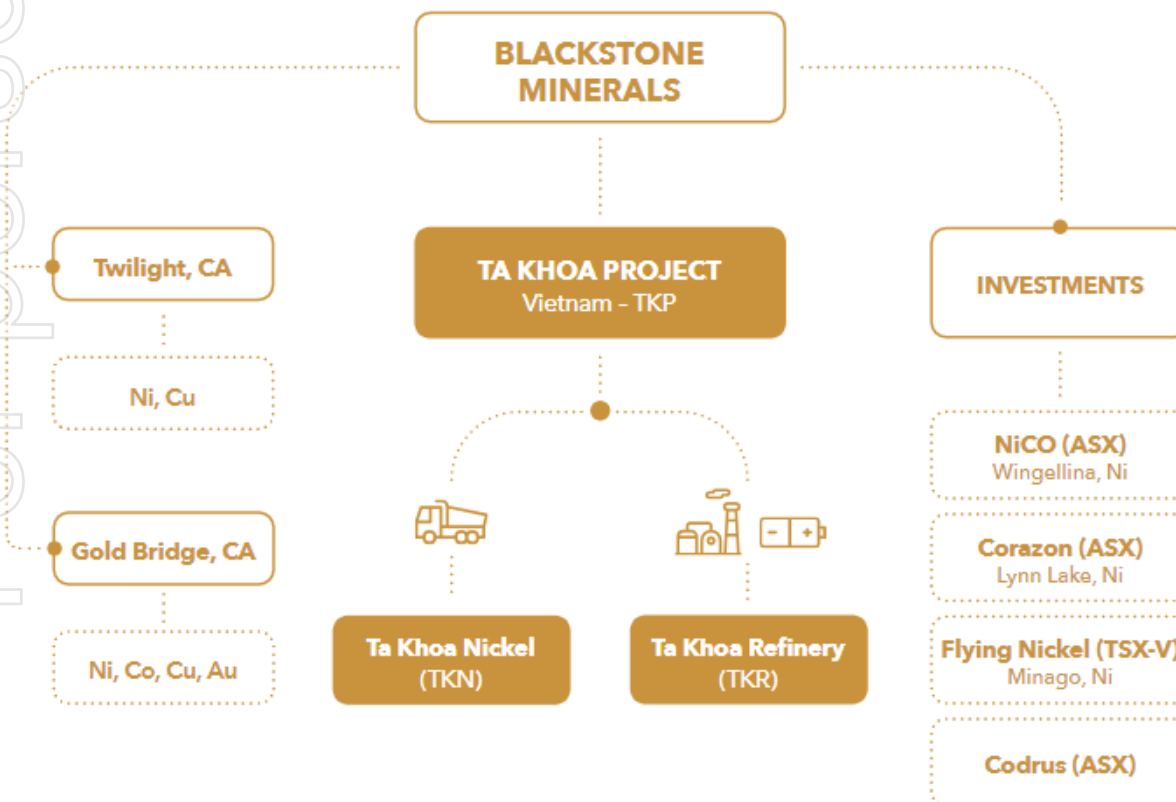 BLACKSTONE
MINERALS
Twilight, CA
Ni, Cu
Gold Bridge, CA
Ni, Co, Cu, Au
TA KHOA PROJECT
Vietnam – TKP
Ta Khoa Nickel
(TKN)
Ta Khoa Refinery
(TKR)
INVESTMENTS
NiCO (ASX)
Wingellina, Ni
Corazon (ASX)
Lynn Lake, Ni
Flying Nickel (TSX-V)
Minago, Ni
Codrus (ASX)